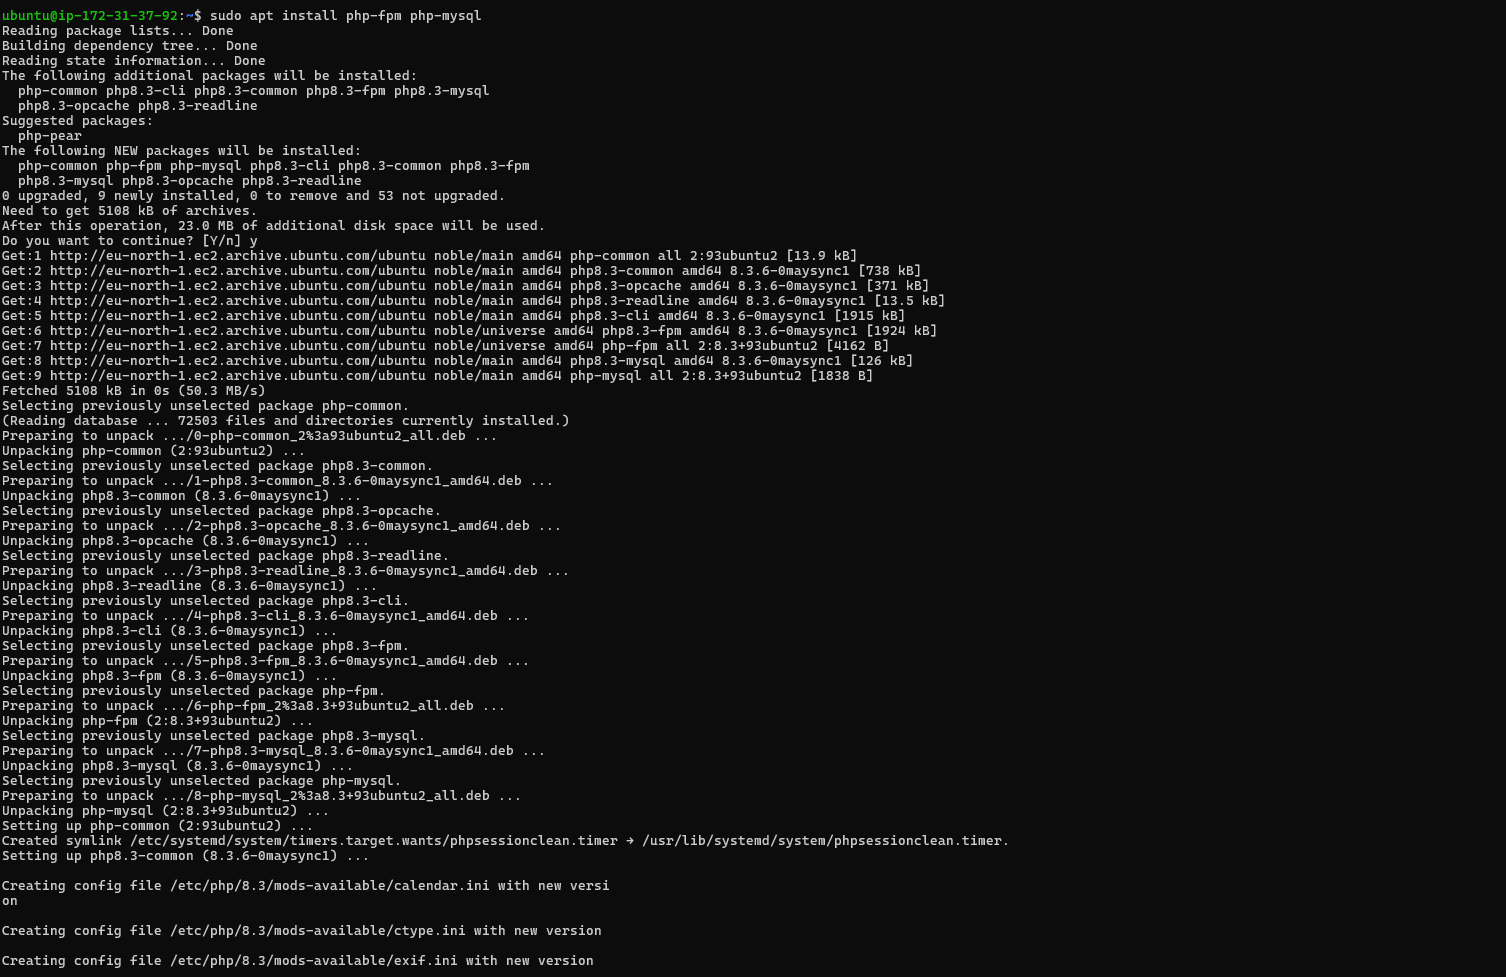 ubuntu@ip-172-31-37-92:~$ sudo apt install php-fpm php-mysql
Reading package lists... Done
Building dependency tree... Done
Reading state information... Done
The following additional packages will be installed:
  php-common php8.3-cli php8.3-common php8.3-fpm php8.3-mysql
  php8.3-opcache php8.3-readline
Suggested packages:
  php-pear
The following NEW packages will be installed:
  php-common php-fpm php-mysql php8.3-cli php8.3-common php8.3-fpm
  php8.3-mysql php8.3-opcache php8.3-readline
0 upgraded, 9 newly installed, 0 to remove and 53 not upgraded.
Need to get 5108 kB of archives.
After this operation, 23.0 MB of additional disk space will be used.
Do you want to continue? [Y/n] y
Get:1 http://eu-north-1.ec2.archive.ubuntu.com/ubuntu noble/main amd64 php-common all 2:93ubuntu2 [13.9 kB]
Get:2 http://eu-north-1.ec2.archive.ubuntu.com/ubuntu noble/main amd64 php8.3-common amd64 8.3.6-0maysync1 [738 kB]
Get:3 http://eu-north-1.ec2.archive.ubuntu.com/ubuntu noble/main amd64 php8.3-opcache amd64 8.3.6-0maysync1 [371 kB]
Get:4 http://eu-north-1.ec2.archive.ubuntu.com/ubuntu noble/main amd64 php8.3-readline amd64 8.3.6-0maysync1 [13.5 kB]
Get:5 http://eu-north-1.ec2.archive.ubuntu.com/ubuntu noble/main amd64 php8.3-cli amd64 8.3.6-0maysync1 [1915 kB]
Get:6 http://eu-north-1.ec2.archive.ubuntu.com/ubuntu noble/universe amd64 php8.3-fpm amd64 8.3.6-0maysync1 [1924 kB]
Get:7 http://eu-north-1.ec2.archive.ubuntu.com/ubuntu noble/universe amd64 php-fpm all 2:8.3+93ubuntu2 [4162 B]
Get:8 http://eu-north-1.ec2.archive.ubuntu.com/ubuntu noble/main amd64 php8.3-mysql amd64 8.3.6-0maysync1 [126 kB]
Get:9 http://eu-north-1.ec2.archive.ubuntu.com/ubuntu noble/main amd64 php-mysql all 2:8.3+93ubuntu2 [1838 B]
Fetched 5108 kB in 0s (50.3 MB/s)
Selecting previously unselected package php-common.
(Reading database ... 72503 files and directories currently installed.)
Preparing to unpack .../0-php-common_2%3a93ubuntu2_all.deb ...
Unpacking php-common (2:93ubuntu2) ...
Selecting previously unselected package php8.3-common.
Preparing to unpack .../1-php8.3-common_8.3.6-0maysync1_amd64.deb ...
Unpacking php8.3-common (8.3.6-0maysync1) ...
Selecting previously unselected package php8.3-opcache.
Preparing to unpack .../2-php8.3-opcache_8.3.6-0maysync1_amd64.deb ...
Unpacking php8.3-opcache (8.3.6-0maysync1) ...
Selecting previously unselected package php8.3-readline.
Preparing to unpack .../3-php8.3-readline_8.3.6-0maysync1_amd64.deb ...
Unpacking php8.3-readline (8.3.6-0maysync1) ...
Selecting previously unselected package php8.3-cli.
Preparing to unpack .../4-php8.3-cli_8.3.6-0maysync1_amd64.deb ...
Unpacking php8.3-cli (8.3.6-0maysync1) ...
Selecting previously unselected package php8.3-fpm.
Preparing to unpack .../5-php8.3-fpm_8.3.6-0maysync1_amd64.deb ...
Unpacking php8.3-fpm (8.3.6-0maysync1) ...
Selecting previously unselected package php-fpm.
Preparing to unpack .../6-php-fpm_2%3a8.3+93ubuntu2_all.deb ...
Unpacking php-fpm (2:8.3+93ubuntu2) ...
Selecting previously unselected package php8.3-mysql.
Preparing to unpack .../7-php8.3-mysql_8.3.6-0maysync1_amd64.deb ...
Unpacking php8.3-mysql (8.3.6-0maysync1) ...
Selecting previously unselected package php-mysql.
Preparing to unpack .../8-php-mysql_2%3a8.3+93ubuntu2_all.deb ...
Unpacking php-mysql (2:8.3+93ubuntu2) ...
Setting up php-common (2:93ubuntu2) ...
Created symlink /etc/systemd/system/timers.target.wants/phpsessionclean.timer → /usr/lib/systemd/system/phpsessionclean.timer.
Setting up php8.3-common (8.3.6-0maysync1) ...

Creating config file /etc/php/8.3/mods-available/calendar.ini with new versi
on

Creating config file /etc/php/8.3/mods-available/ctype.ini with new version

Creating config file /etc/php/8.3/mods-available/exif.ini with new version